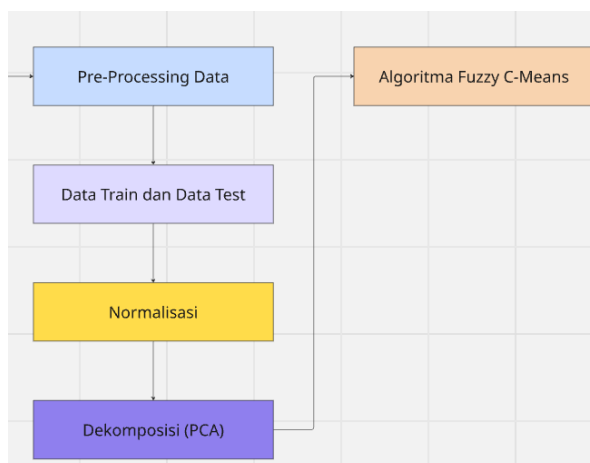 Pre-Processing Data
Data Train dan Data Test
Normalisasi
Dekomposisi (PCA)
Algoritma Fuzzy C-Means